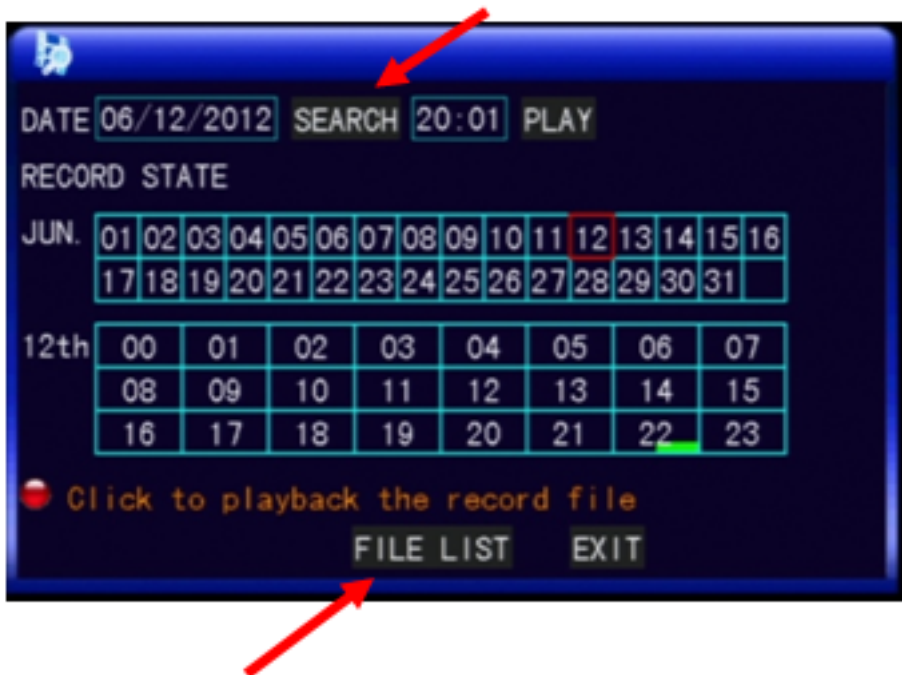 DATE 06/12/2012 SEARCH 20:01 PLAY
RECORD STATE
JUN. 01 02 03 04 05 06 07 08 09 10 11 12 13 14 15 16
17 18 19 20 21 22 23 24 25 26 27 28 29 30 31
12th 00 01 02 03 04 05 06 07
08 09 10 11 12 13 14 15
16 17 18 19 20 21 22 23
Click to playback the record file
FILE LIST EXIT